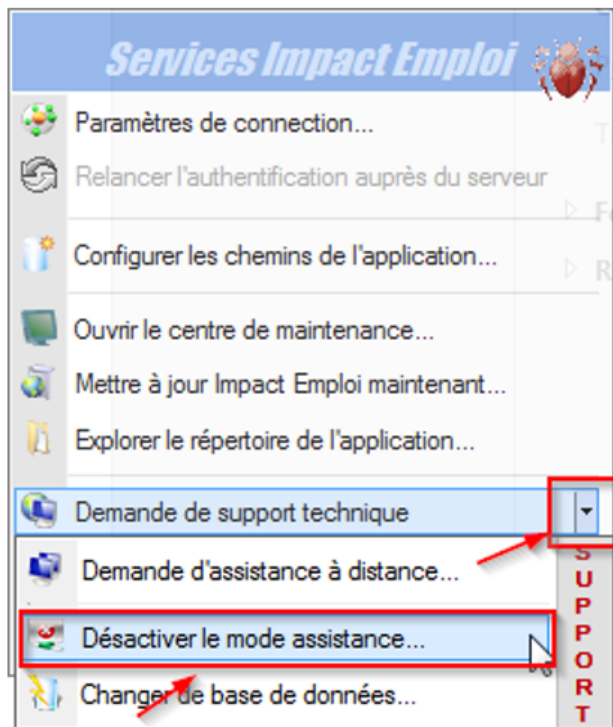 Services Impact Emploi
Paramètres de connection...
Relancer l'authentification auprès du serveur
Configurer les chemins de l'application...
Ouvrir le centre de maintenance...
Mettre à jour Impact Emploi maintenant...
Explorer le répertoire de l'application...
Demande de support technique
Demande d'assistance à distance...
Désactiver le mode assistance...
Changer de base de données...
SUPPORT